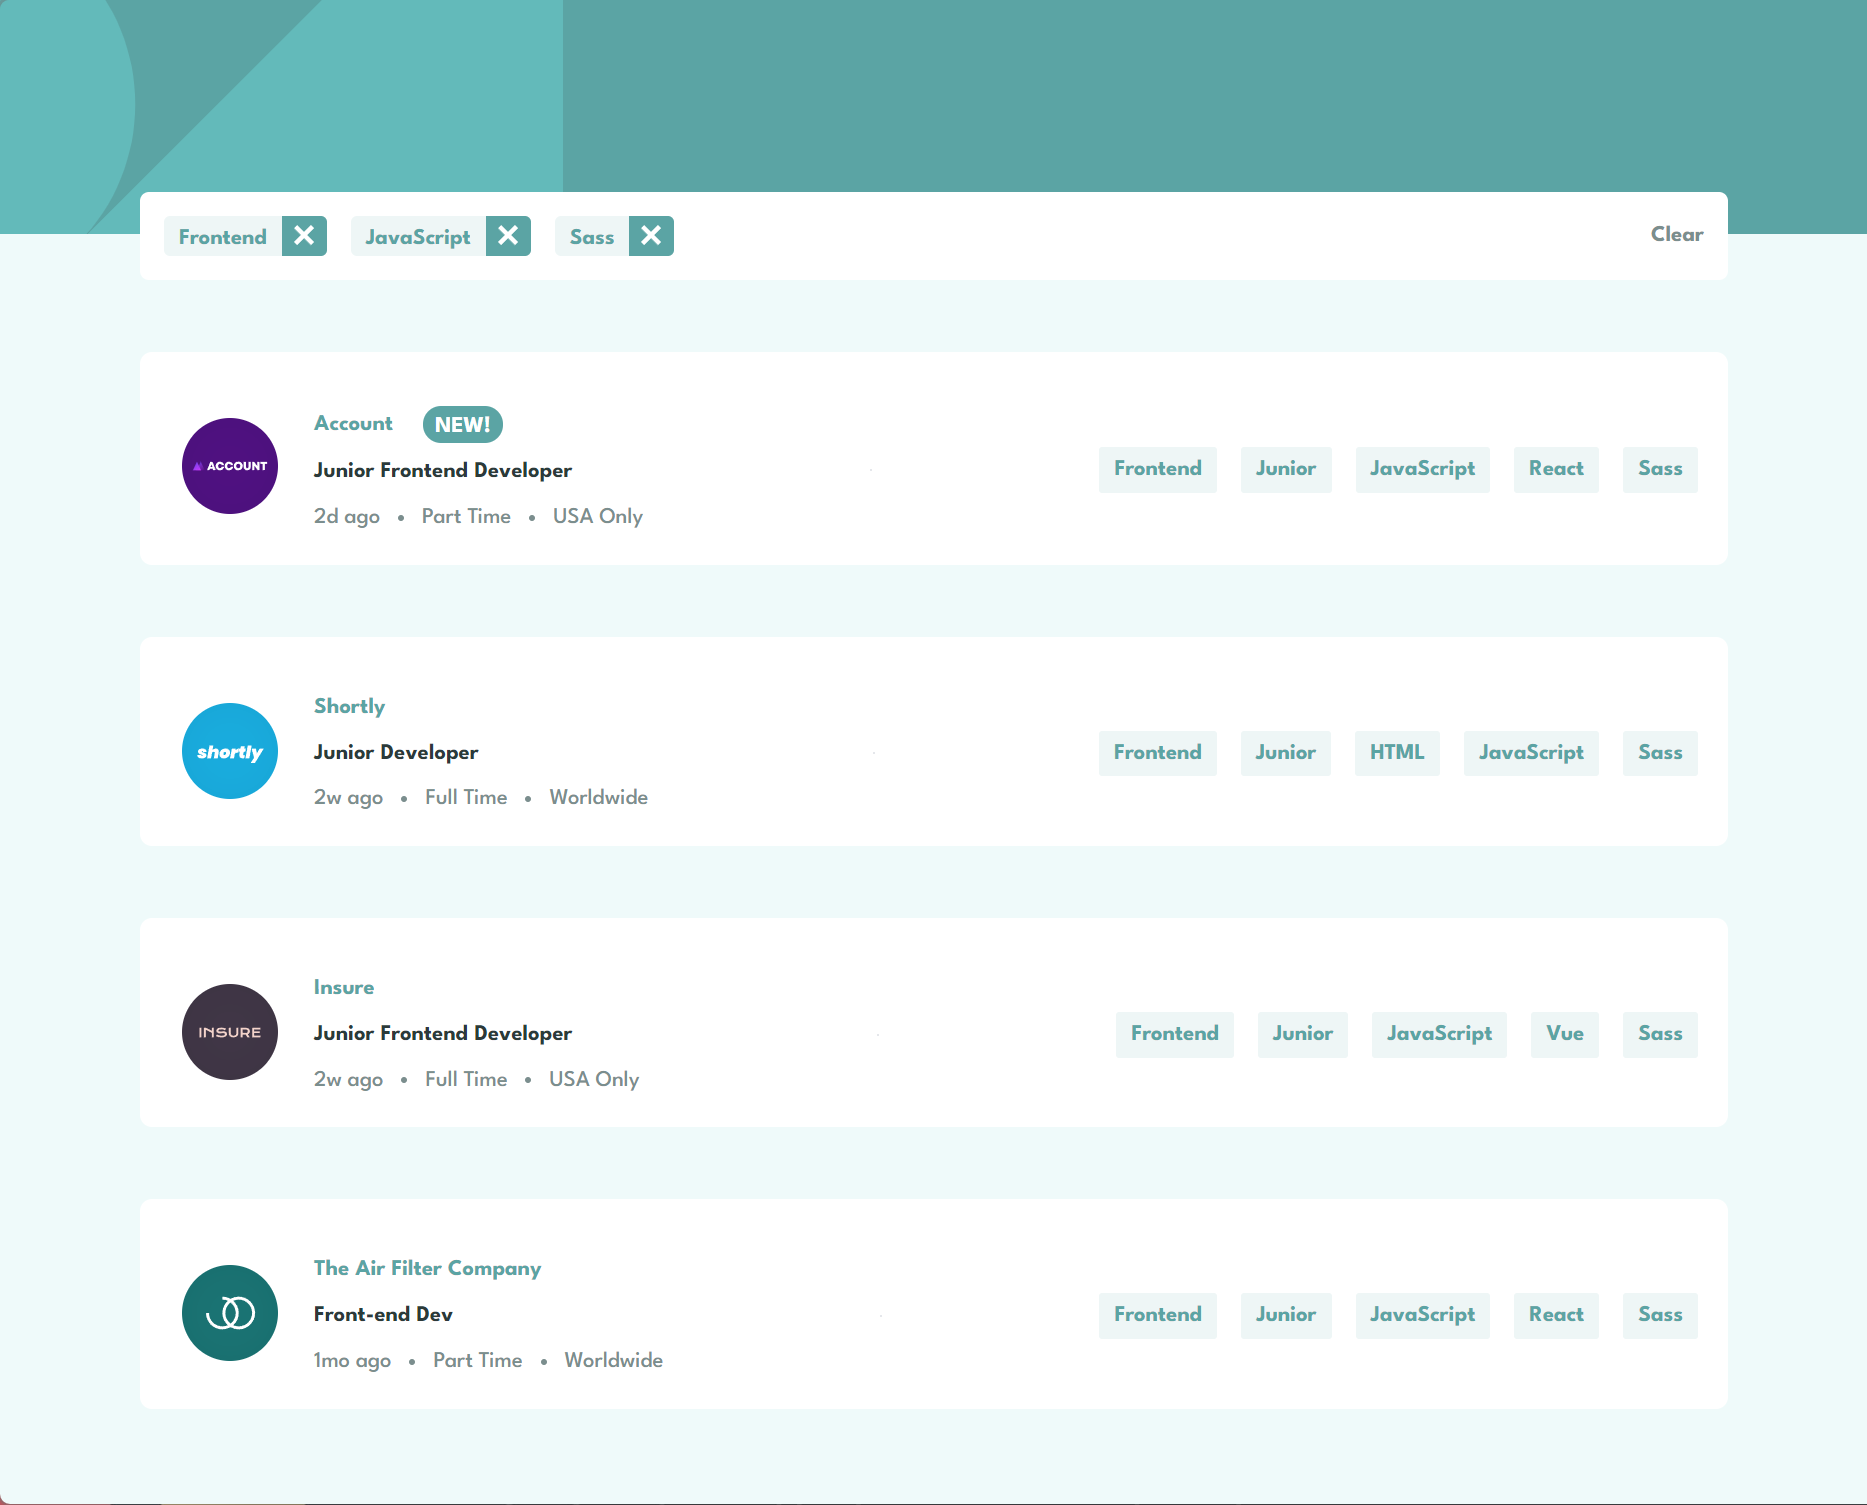 Frontend JavaScript Sass Clear
Account NEW!
ACCOUNT
Junior Frontend Developer
2d ago • Part Time • USA Only
Frontend Junior JavaScript React Sass
Shortly
shortly
Junior Developer
2w ago • Full Time • Worldwide
Frontend Junior HTML JavaScript Sass
Insure
INSURE
Junior Frontend Developer
2w ago • Full Time • USA Only
Frontend Junior JavaScript Vue Sass
The Air Filter Company
Front-end Dev
1mo ago • Part Time • Worldwide
Frontend Junior JavaScript React Sass